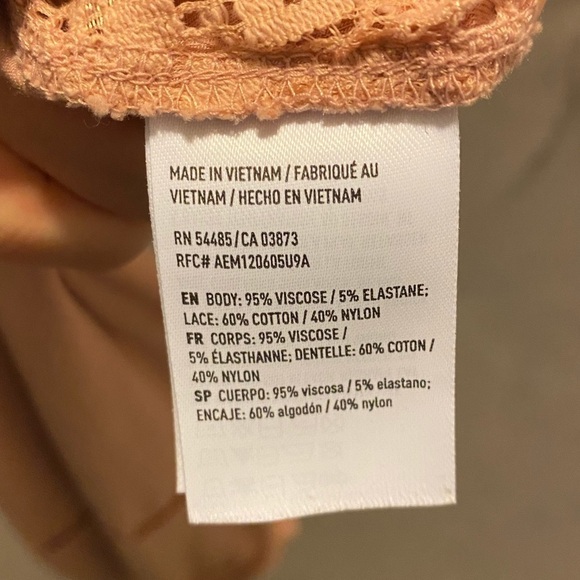 MADE IN VIETNAM / FABRIQUÉ AU
VIETNAM / HECHO EN VIETNAM
RN 54485/CA 03873
RFC# AEM120605U9A
EN BODY: 95% VISCOSE / 5% ELASTANE;
LACE: 60% COTTON / 40% NYLON
FR CORPS: 95% VISCOSE /
5% ÉLASTHANNE; DENTELLE: 60% COTON /
40% NYLON
SP CUERPO: 95% viscosa / 5% elastano;
ENCAJE: 60% algodón / 40% nylon